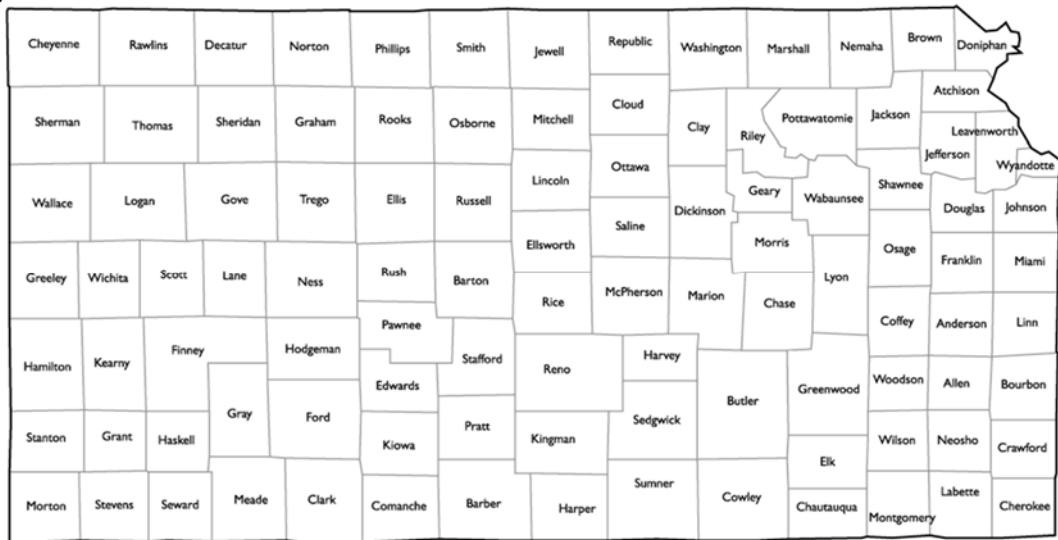 Cheyenne
Rawlins
Decatur
Norton
Phillips
Smith
Jewell
Republic
Washington
Marshall
Nemaha
Brown
Doniphan
Sherman
Thomas
Sheridan
Graham
Rooks
Osborne
Mitchell
Cloud
Clay
Riley
Pottawatomie
Jackson
Atchison
Leavenworth
Jefferson
Wyandotte
Wallace
Logan
Gove
Trego
Ellis
Russell
Lincoln
Ottawa
Saline
Dickinson
Geary
Wabaunsee
Shawnee
Douglas
Johnson
Greeley
Wichita
Scott
Lane
Ness
Rush
Barton
Ellsworth
Rice
McPherson
Marion
Morris
Chase
Lyon
Osage
Franklin
Miami
Hamilton
Kearny
Finney
Hodgeman
Pawnee
Edwards
Stafford
Reno
Harvey
Sedgwick
Butler
Greenwood
Coffey
Anderson
Linn
Woodson
Allen
Bourbon
Stanton
Grant
Haskell
Gray
Ford
Kiowa
Pratt
Kingman
Elk
Wilson
Neosho
Crawford
Morton
Stevens
Seward
Meade
Clark
Comanche
Barber
Harper
Sumner
Cowley
Chautauqua
Montgomery
Labette
Cherokee